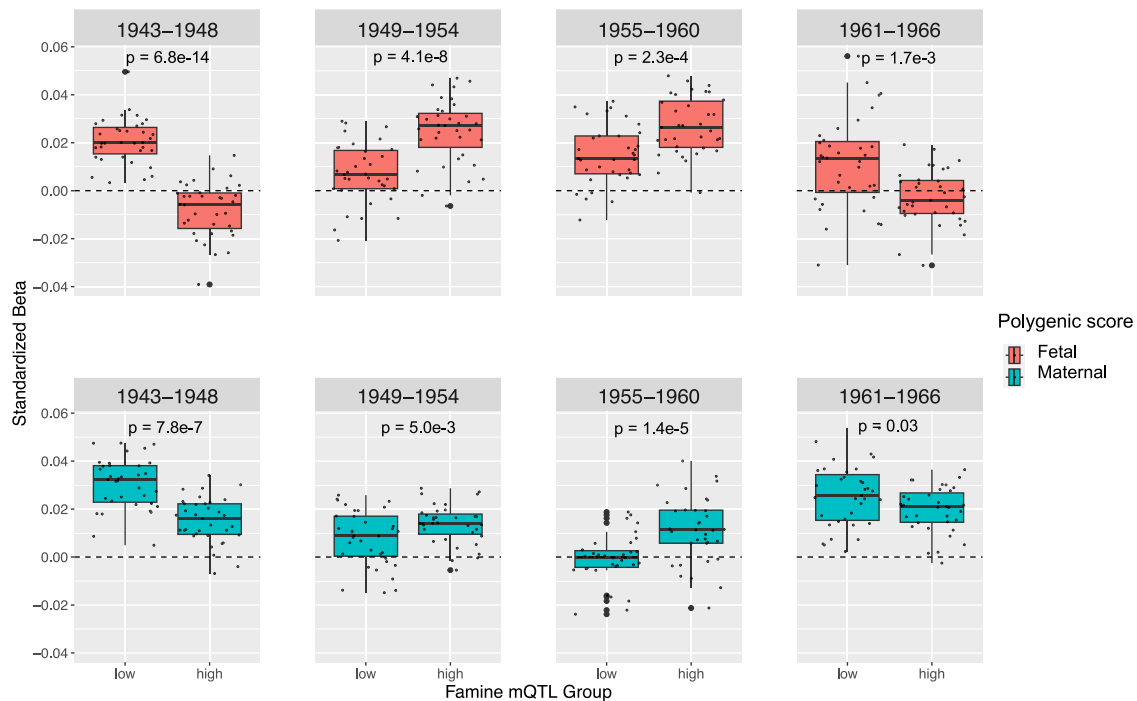 1943–1948 1949–1954 1955–1960 1961–1966
p = 6.8e-14 p = 4.1e-8 p = 2.3e-4 p = 1.7e-3
0.06
0.04
0.02
0.00
−0.02
−0.04
Standardized Beta
Polygenic score
Fetal
Maternal
1943–1948 1949–1954 1955–1960 1961–1966
p = 7.8e-7 p = 5.0e-3 p = 1.4e-5 p = 0.03
0.06
0.04
0.02
0.00
−0.02
−0.04
low high low high low high low high
Famine mQTL Group